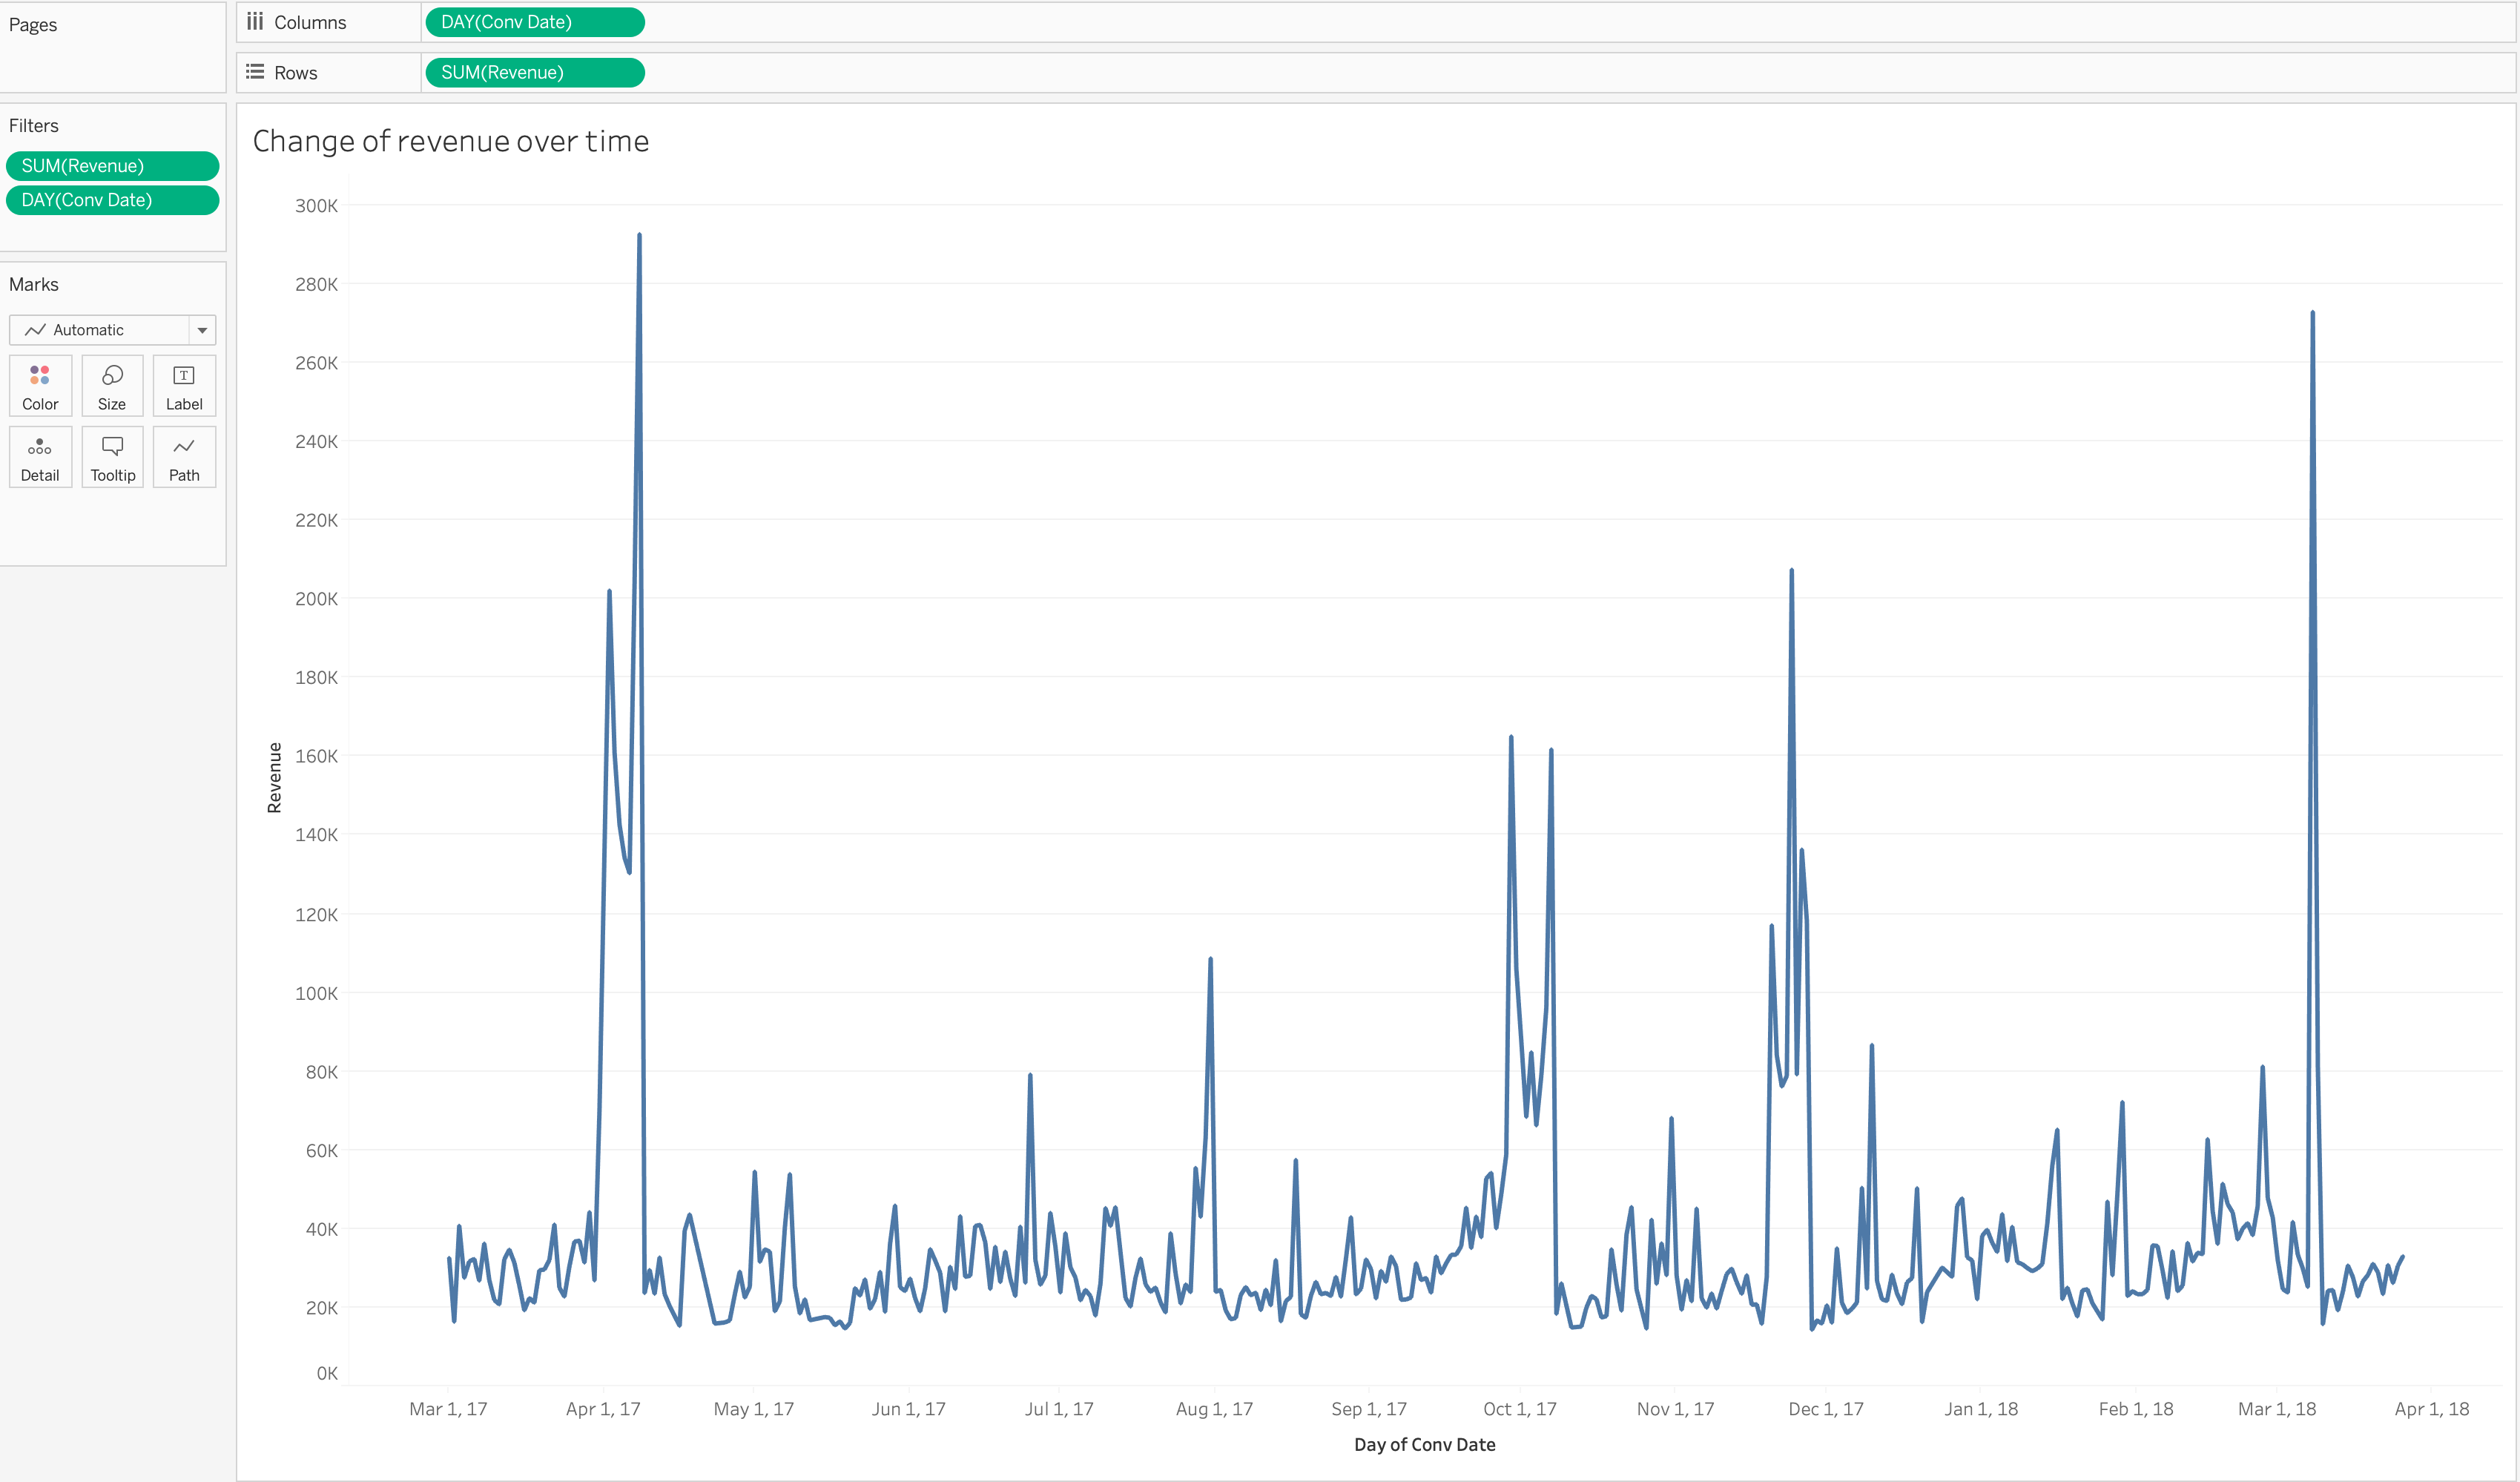 Pages
Columns
DAY(Conv Date)
Rows
SUM(Revenue)
Filters
SUM(Revenue)
DAY(Conv Date)
Marks
Automatic
Color
Size
T
Label
Detail
Tooltip
Path
Change of revenue over time
300K
280K
260K
240K
220K
200K
180K
160K
140K
120K
100K
80K
60K
40K
20K
0K
Revenue
Mar 1, 17
Apr 1, 17
May 1, 17
Jun 1, 17
Jul 1, 17
Aug 1, 17
Sep 1, 17
Oct 1, 17
Nov 1, 17
Dec 1, 17
Jan 1, 18
Feb 1, 18
Mar 1, 18
Apr 1, 18
Day of Conv Date